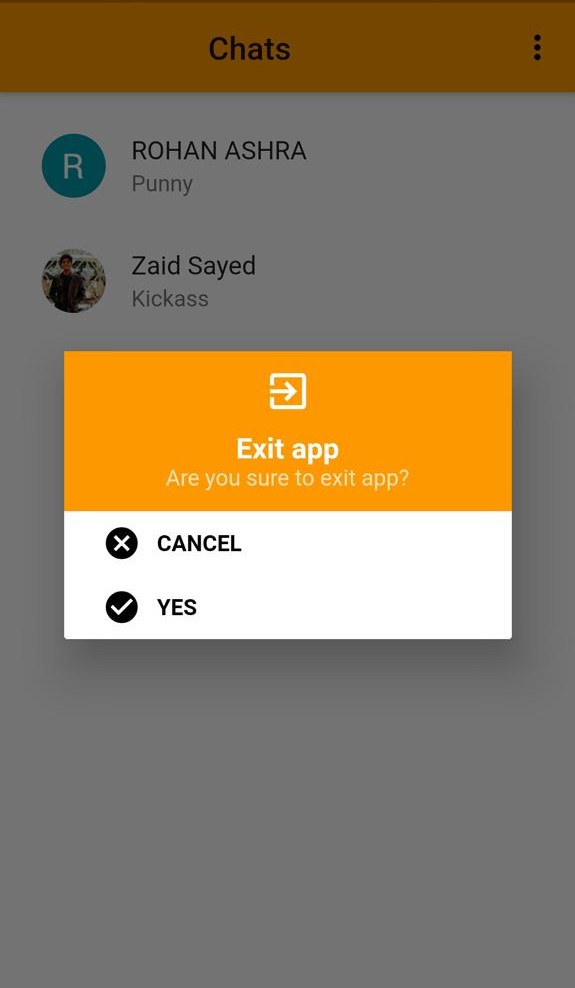 Chats
R
ROHAN ASHRA
Punny
Zaid Sayed
Kickass
Exit app
Are you sure to exit app?
CANCEL
YES